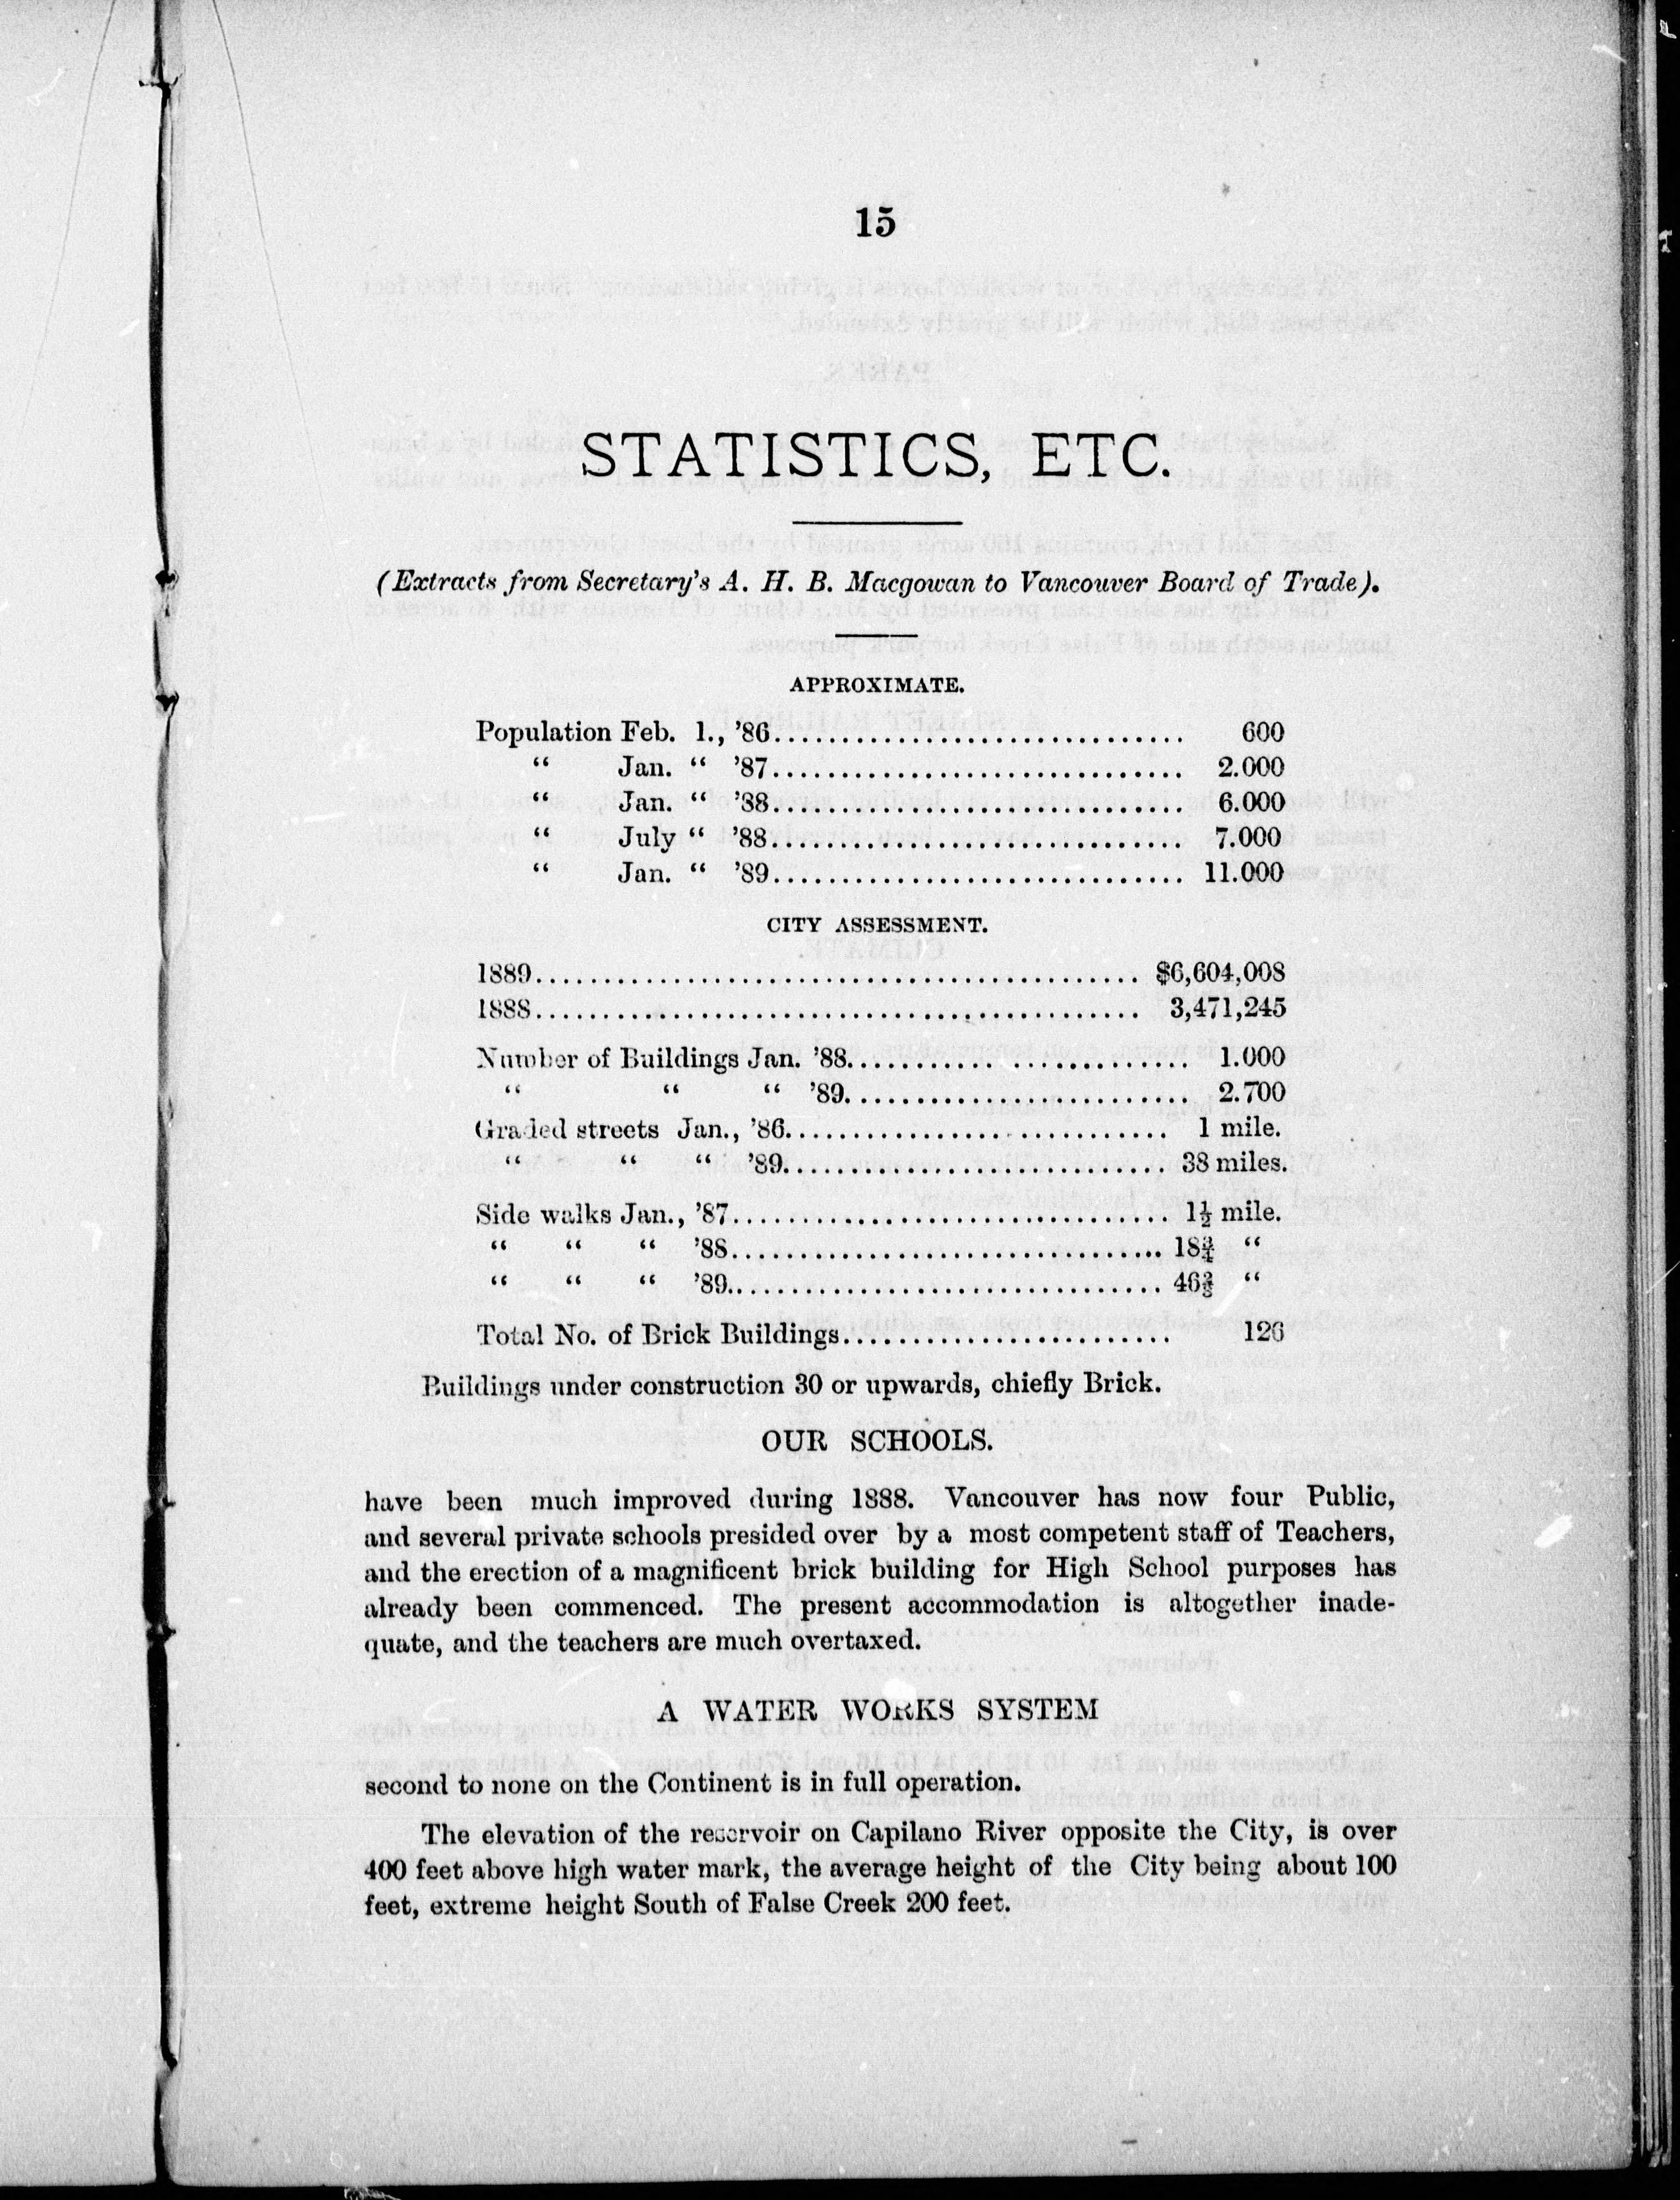 15
STATISTICS, ETC.
(Extracts from Secretary's A. H. B. Macgowan to Vancouver Board of Trade).
APPROXIMATE.
Population Feb. 1., '86.............................. 600
“ Jan. “ '87.............................. 2.000
“ Jan. “ '88.............................. 6.000
“ July “ '88.............................. 7.000
“ Jan. “ '89.............................. 11.000
CITY ASSESSMENT.
1889............................................ $6,604,008
1888............................................ 3,471,245
Number of Buildings Jan. '88......................... 1.000
“ “ “ '89......................... 2.700
Graded streets Jan., '86............................ 1 mile.
“ “ “ '89............................ 38 miles.
Side walks Jan., '87................................ 1½ mile.
“ “ “ '88................................ 18¾ “
“ “ “ '89................................ 46 “
Total No. of Brick Buildings........................ 126
Buildings under construction 30 or upwards, chiefly Brick.
OUR SCHOOLS.
have been much improved during 1888. Vancouver has now four Public,
and several private schools presided over by a most competent staff of Teachers,
and the erection of a magnificent brick building for High School purposes has
already been commenced. The present accommodation is altogether inade-
quate, and the teachers are much overtaxed.
A WATER WORKS SYSTEM
second to none on the Continent is in full operation.
The elevation of the reservoir on Capilano River opposite the City, is over
400 feet above high water mark, the average height of the City being about 100
feet, extreme height South of False Creek 200 feet.